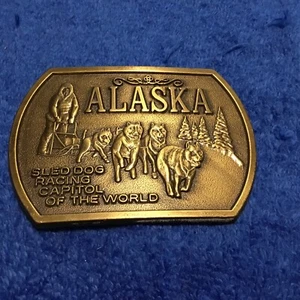 ALASKA
SLED DOG
RACING
CAPITOL
OF THE WORLD